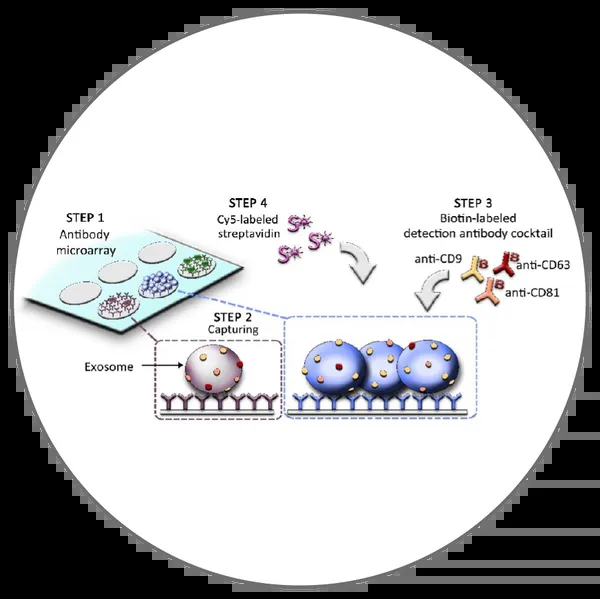 STEP 1
Antibody
microarray
STEP 4
Cy5-labeled
streptavidin
S
S
S
STEP 3
Biotin-labeled
detection antibody cocktail
anti-CD9
B
B
anti-CD63
B
anti-CD81
STEP 2
Capturing
Exosome